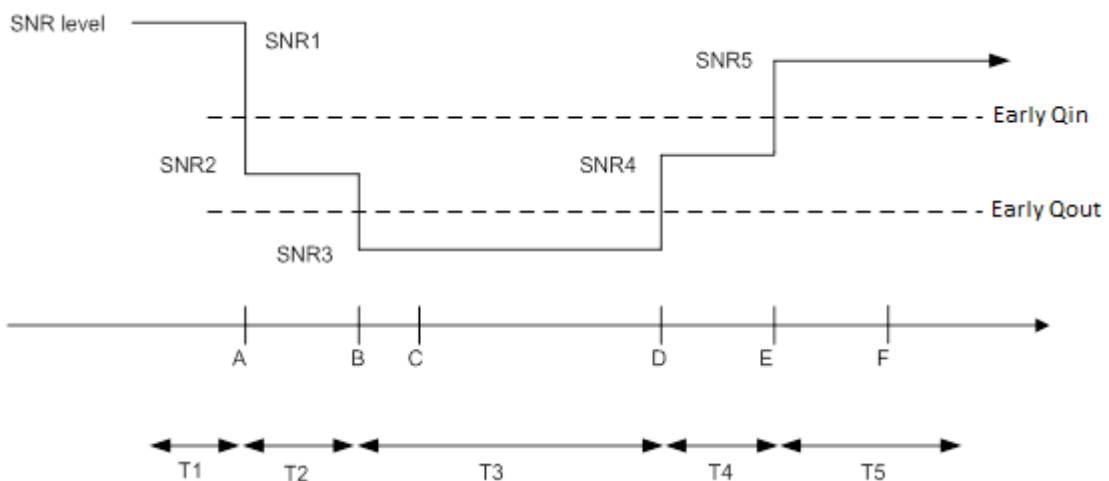 SNR level
SNR1
SNR5
Early Qin
SNR2
SNR4
Early Qout
SNR3
A
B
C
D
E
F
T1
T2
T3
T4
T5